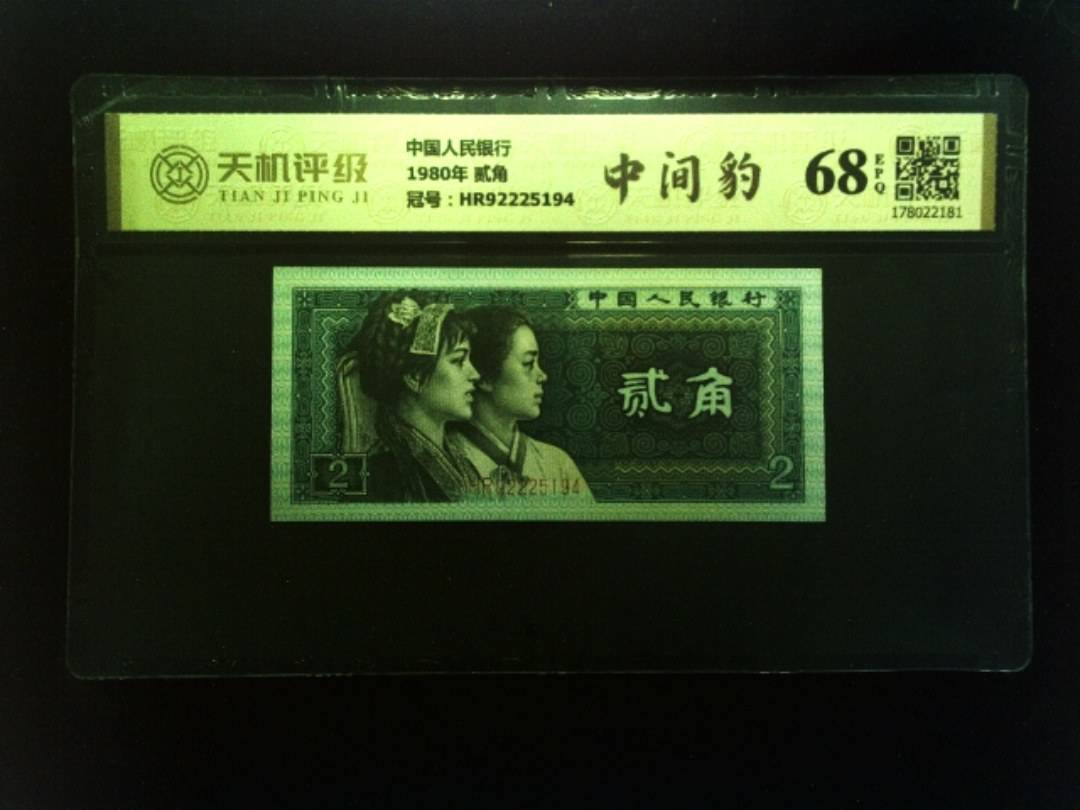 天机评级
TIAN JI PING JI
中国人民银行
1980年 贰角
冠号：HR92225194
中间豹
68
EPQ
178022181
中国人民银行
贰角
2
2
HR92225194